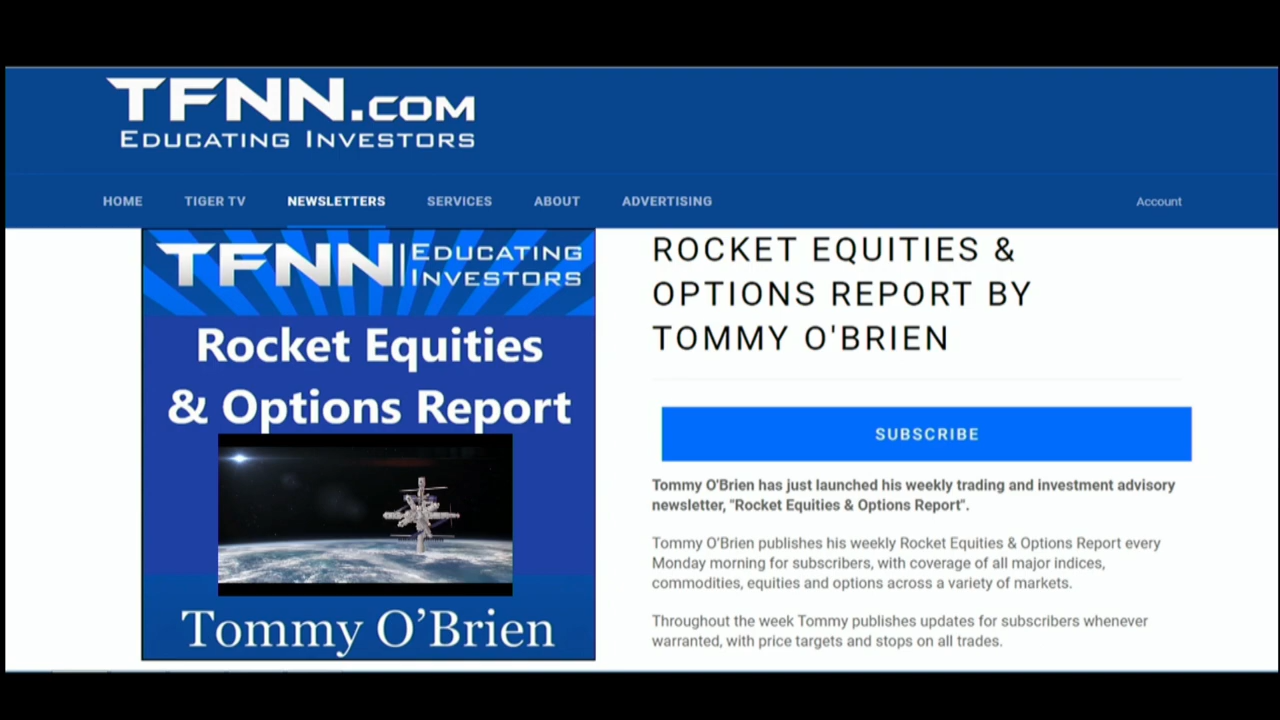 TFNN.COM
EDUCATING INVESTORS
HOME TIGER TV NEWSLETTERS SERVICES ABOUT ADVERTISING Account
TFNN EDUCATING
INVESTORS
Rocket Equities
& Options Report
Tommy O’Brien
ROCKET EQUITIES &
OPTIONS REPORT BY
TOMMY O'BRIEN
SUBSCRIBE
Tommy O'Brien has just launched his weekly trading and investment advisory
newsletter, "Rocket Equities & Options Report".
Tommy O'Brien publishes his weekly Rocket Equities & Options Report every
Monday morning for subscribers, with coverage of all major indices,
commodities, equities and options across a variety of markets.
Throughout the week Tommy publishes updates for subscribers whenever
warranted, with price targets and stops on all trades.